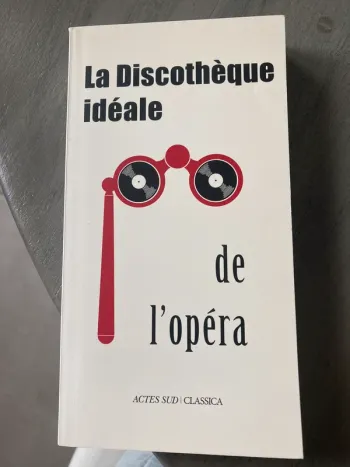 La Discothèque
idéale
de
l'opéra
ACTES SUD | CLASSICA